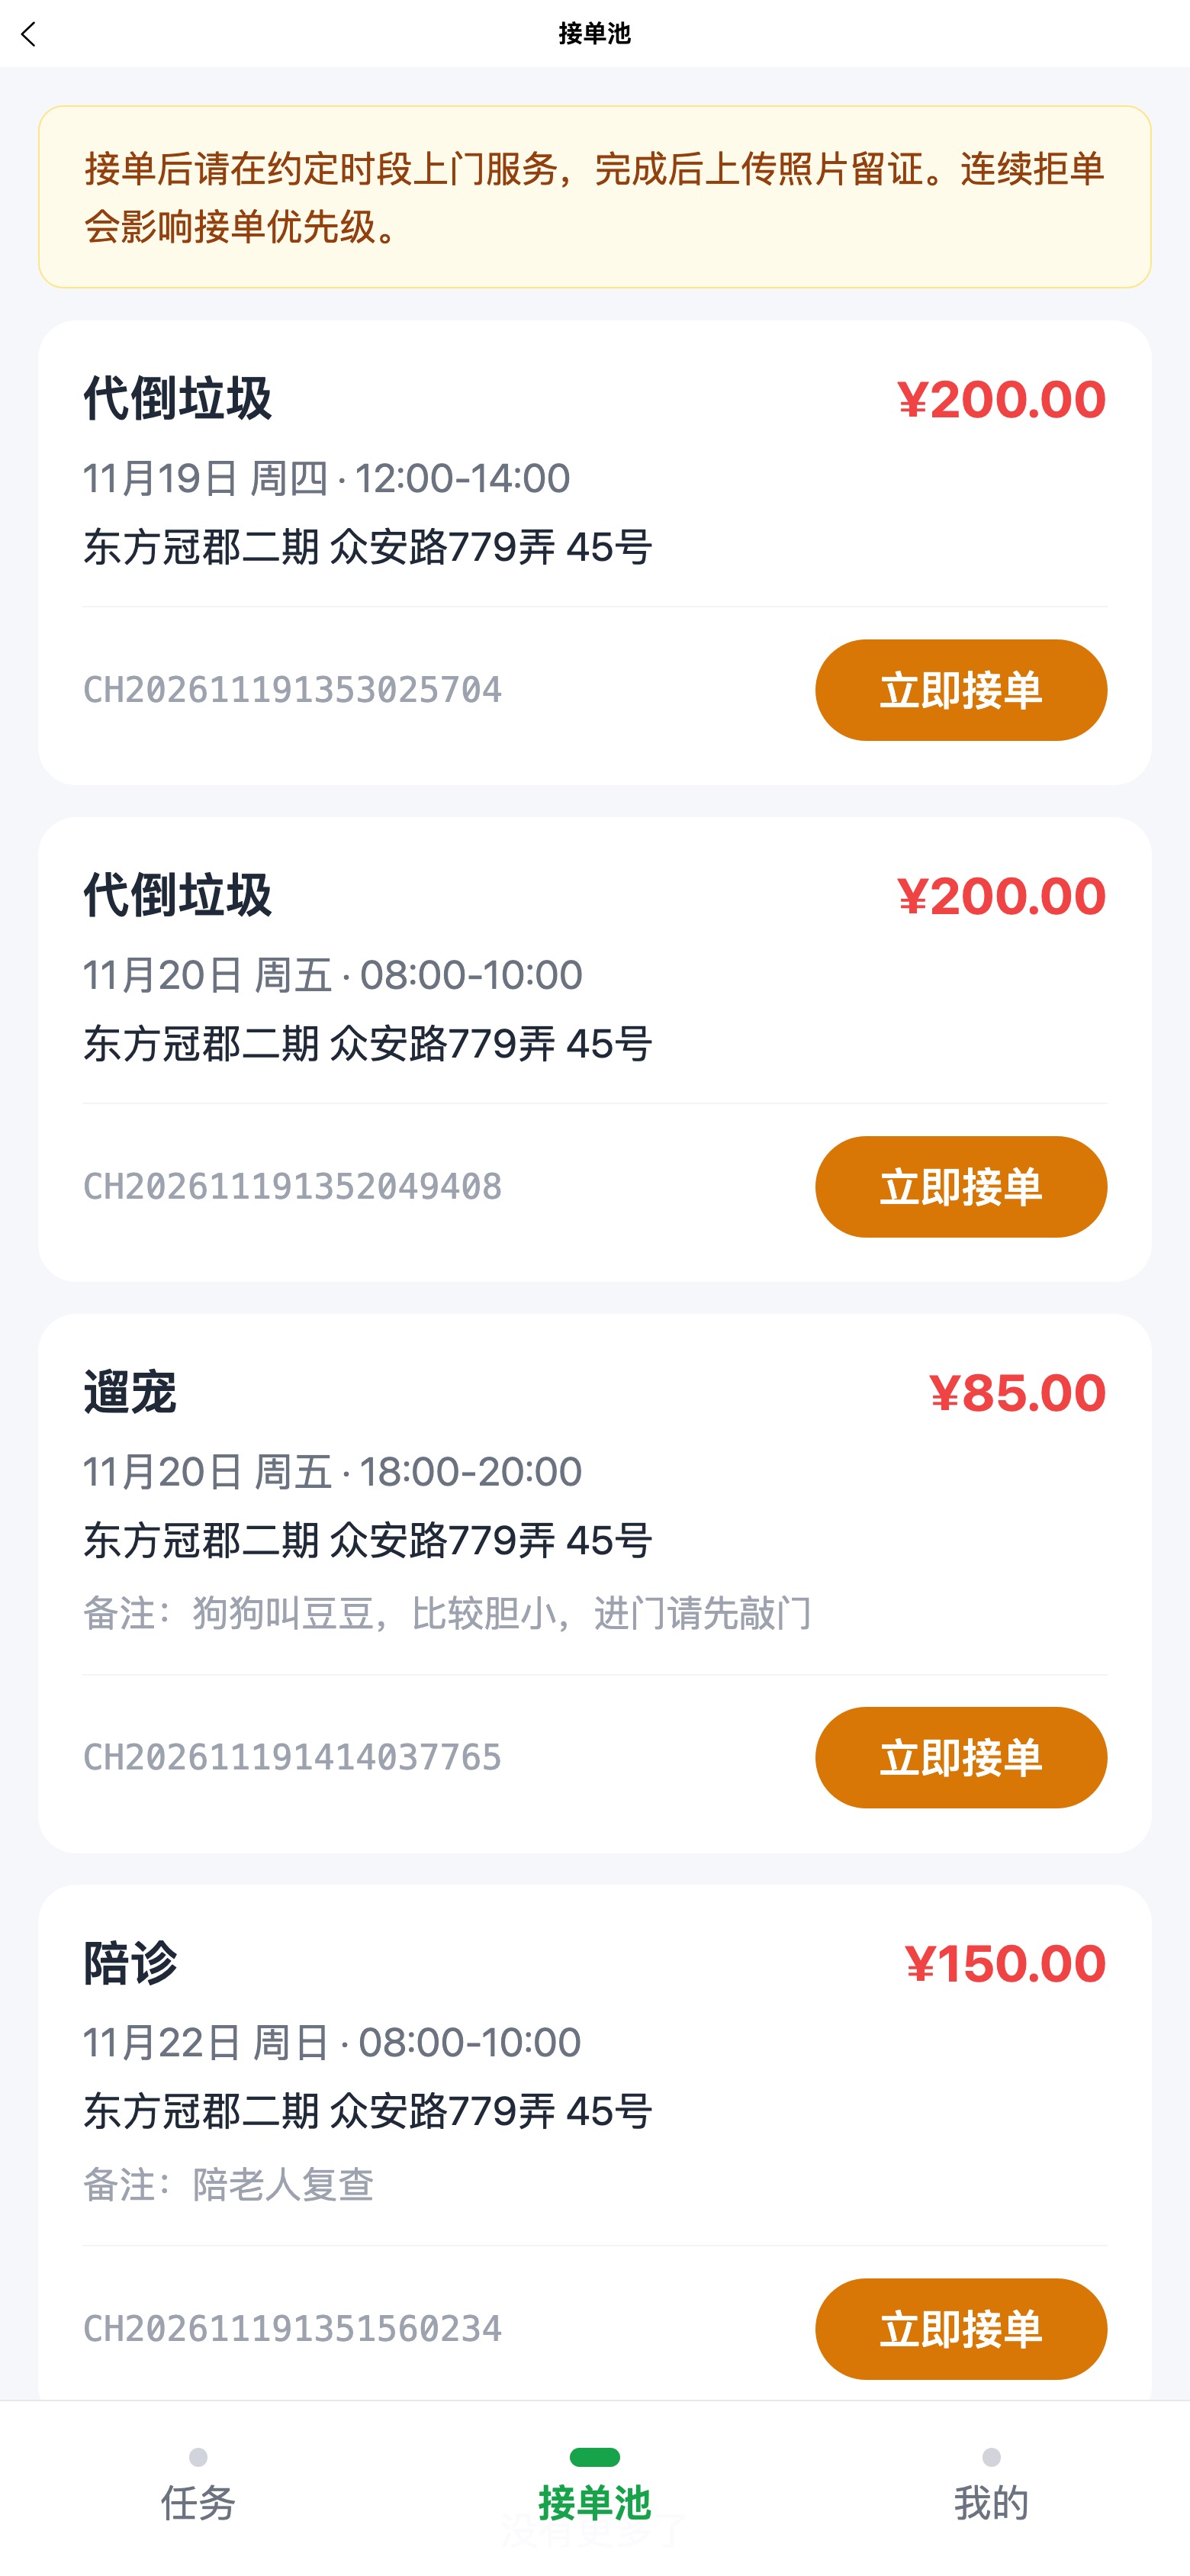 接单池
接单后请在约定时段上门服务，完成后上传照片留证。连续拒单
会影响接单优先级。
代倒垃圾
¥200.00
11月19日 周四 · 12:00-14:00
东方冠郡二期 众安路779弄 45号
CH202611191353025704
立即接单
代倒垃圾
¥200.00
11月20日 周五 · 08:00-10:00
东方冠郡二期 众安路779弄 45号
CH202611191352049408
立即接单
遛宠
¥85.00
11月20日 周五 · 18:00-20:00
东方冠郡二期 众安路779弄 45号
备注：狗狗叫豆豆，比较胆小，进门请先敲门
CH202611191414037765
立即接单
陪诊
¥150.00
11月22日 周日 · 08:00-10:00
东方冠郡二期 众安路779弄 45号
备注：陪老人复查
CH202611191351560234
立即接单
任务
接单池
我的
没有更多了